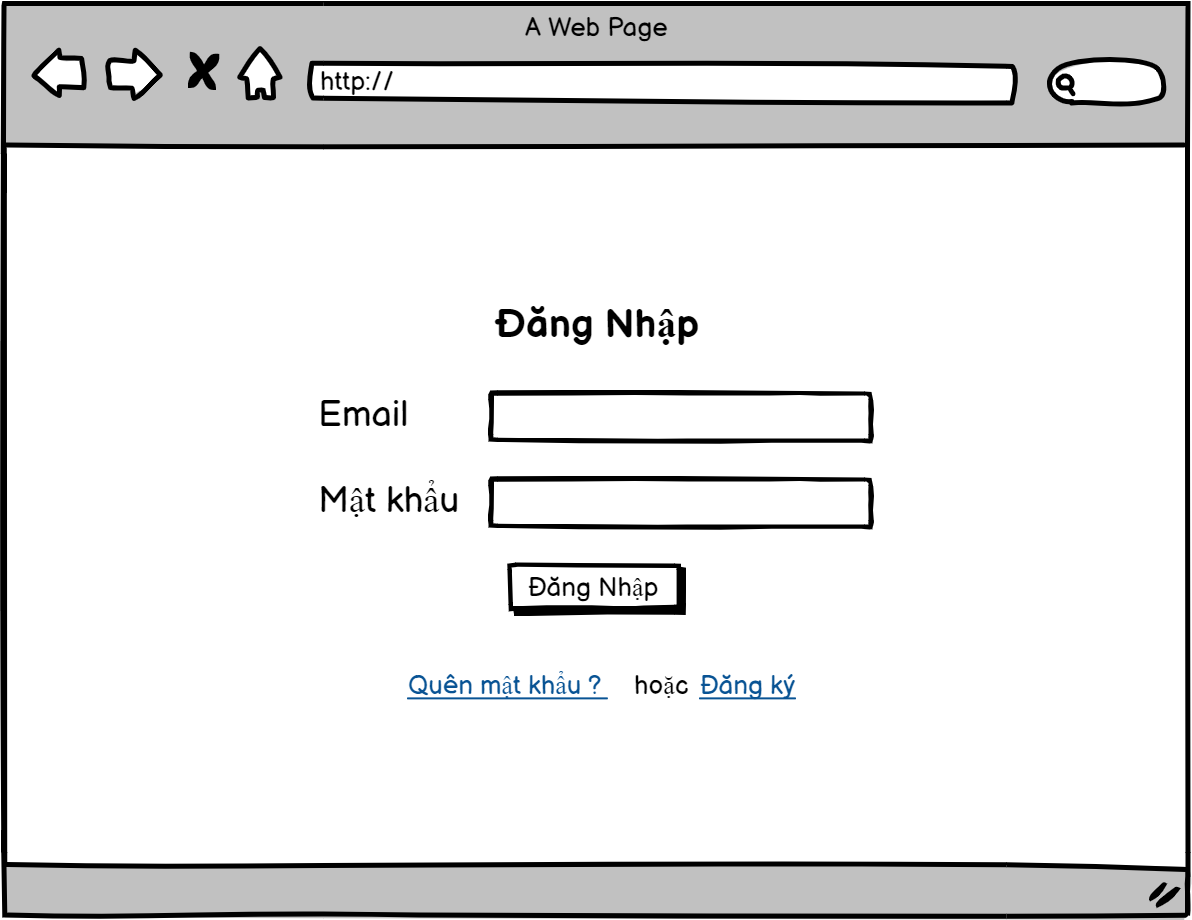 A Web Page
http://
Đăng Nhập
Email
Mật khẩu
Đăng Nhập
Quên mật khẩu ? hoặc Đăng ký